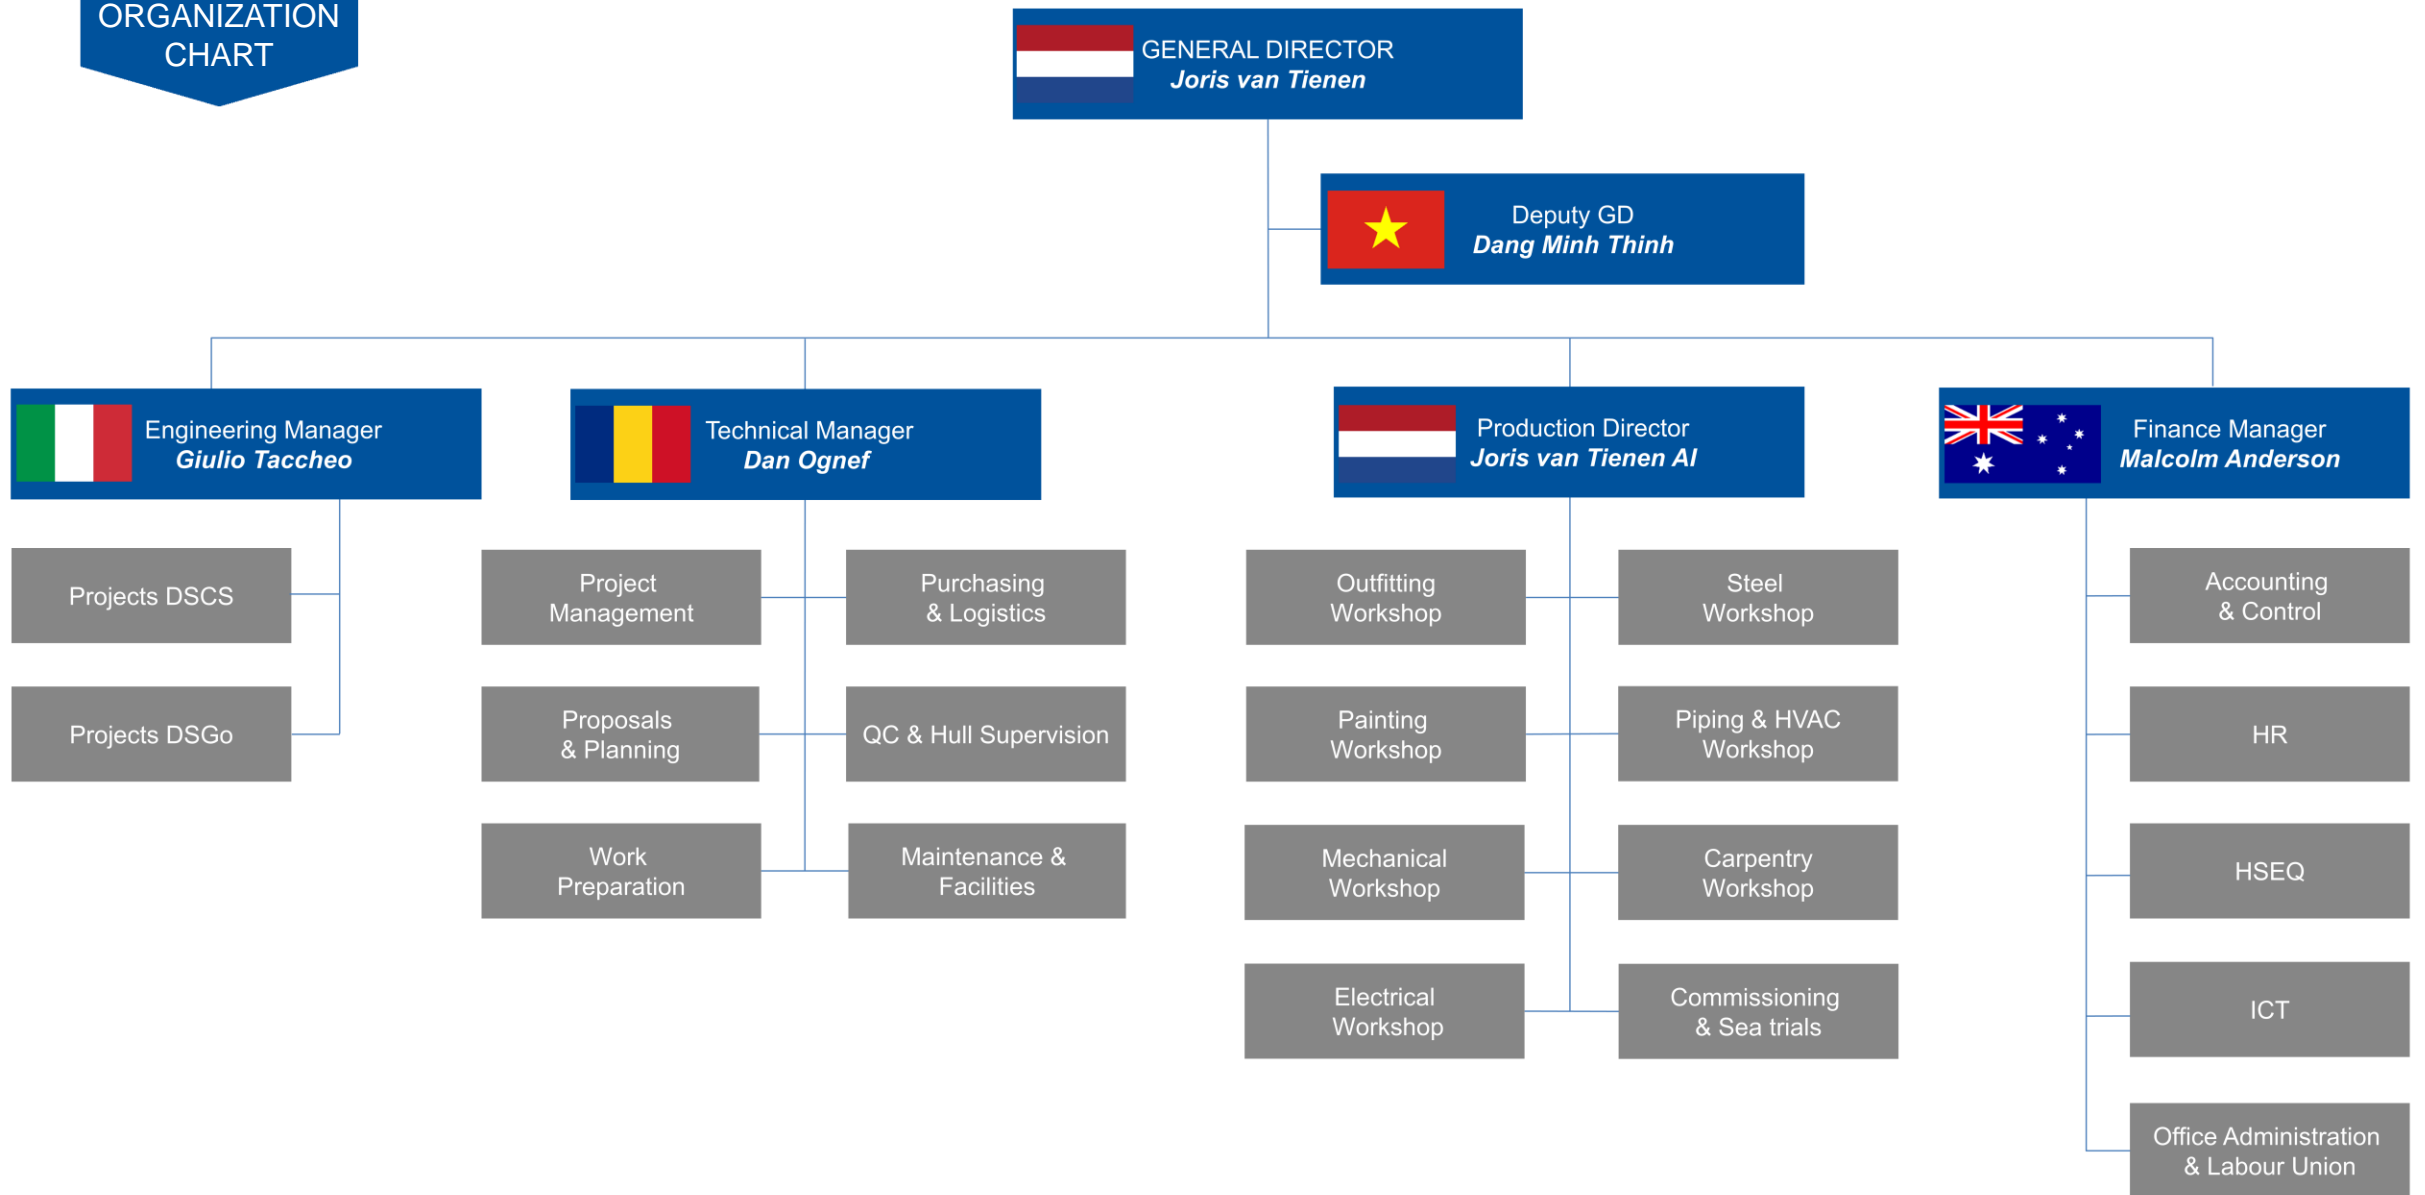 ORGANIZATION
CHART
GENERAL DIRECTOR
Joris van Tienen
Deputy GD
Dang Minh Thinh
Engineering Manager
Giulio Taccheo
Technical Manager
Dan Ognef
Production Director
Joris van Tienen AI
Finance Manager
Malcolm Anderson
Projects DSCS
Projects DSGo
Project
Management
Purchasing
& Logistics
Proposals
& Planning
QC & Hull Supervision
Work
Preparation
Maintenance &
Facilities
Outfitting
Workshop
Steel
Workshop
Painting
Workshop
Piping & HVAC
Workshop
Mechanical
Workshop
Carpentry
Workshop
Electrical
Workshop
Commissioning
& Sea trials
Accounting
& Control
HR
HSEQ
ICT
Office Administration
& Labour Union